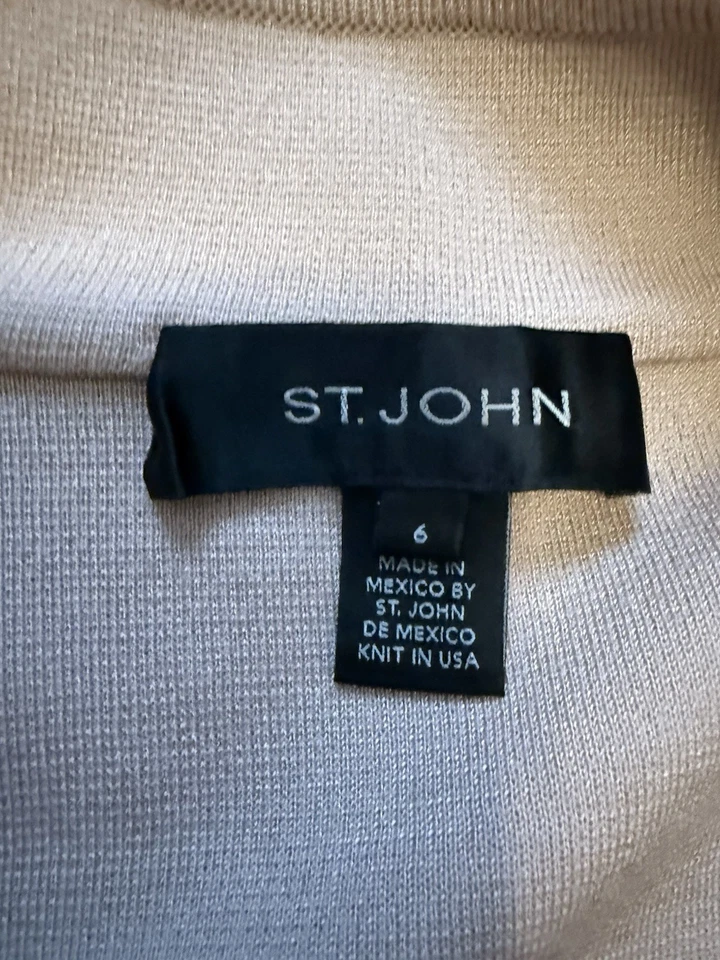 ST. JOHN
6
MADE IN
MEXICO BY
ST. JOHN
DE MEXICO
KNIT IN USA